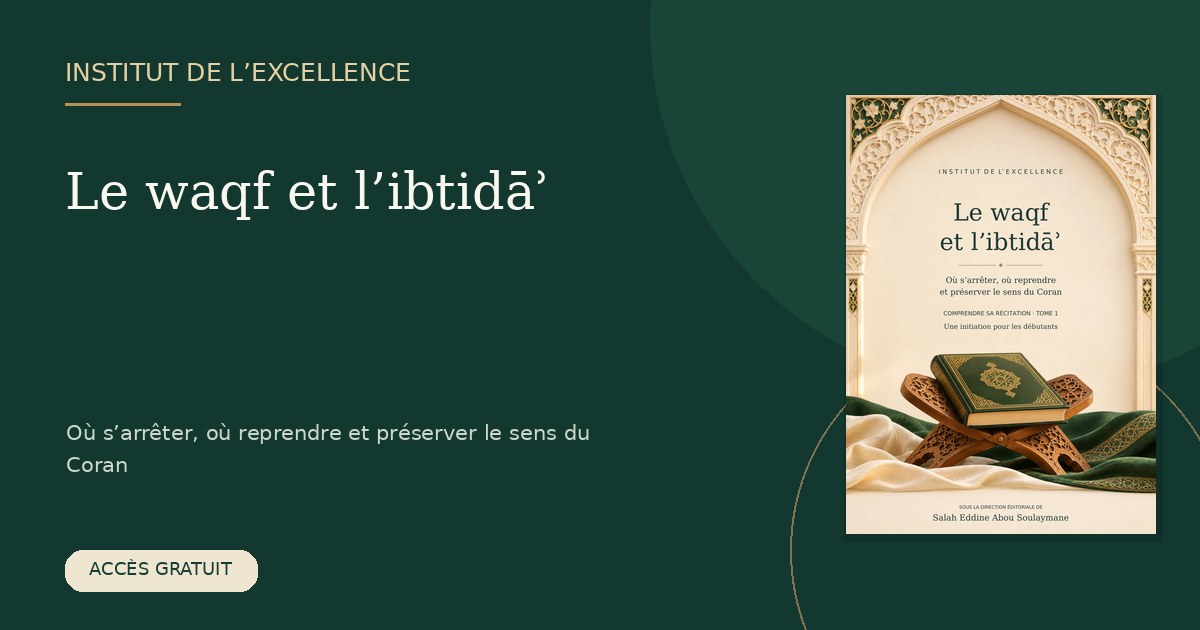 INSTITUT DE L’EXCELLENCE
Le waqf et l’ibtidāʾ
Où s’arrêter, où reprendre et préserver le sens du
Coran
ACCÈS GRATUIT
INSTITUT DE L’EXCELLENCE
Le waqf
et l’ibtidāʾ
Où s’arrêter, où reprendre
et préserver le sens du Coran
COMPRENDRE SA RÉCITATION · TOME 1
Une initiation pour les débutants
SOUS LA DIRECTION ÉDITORIALE DE
Salah Eddine Abou Soulaymane